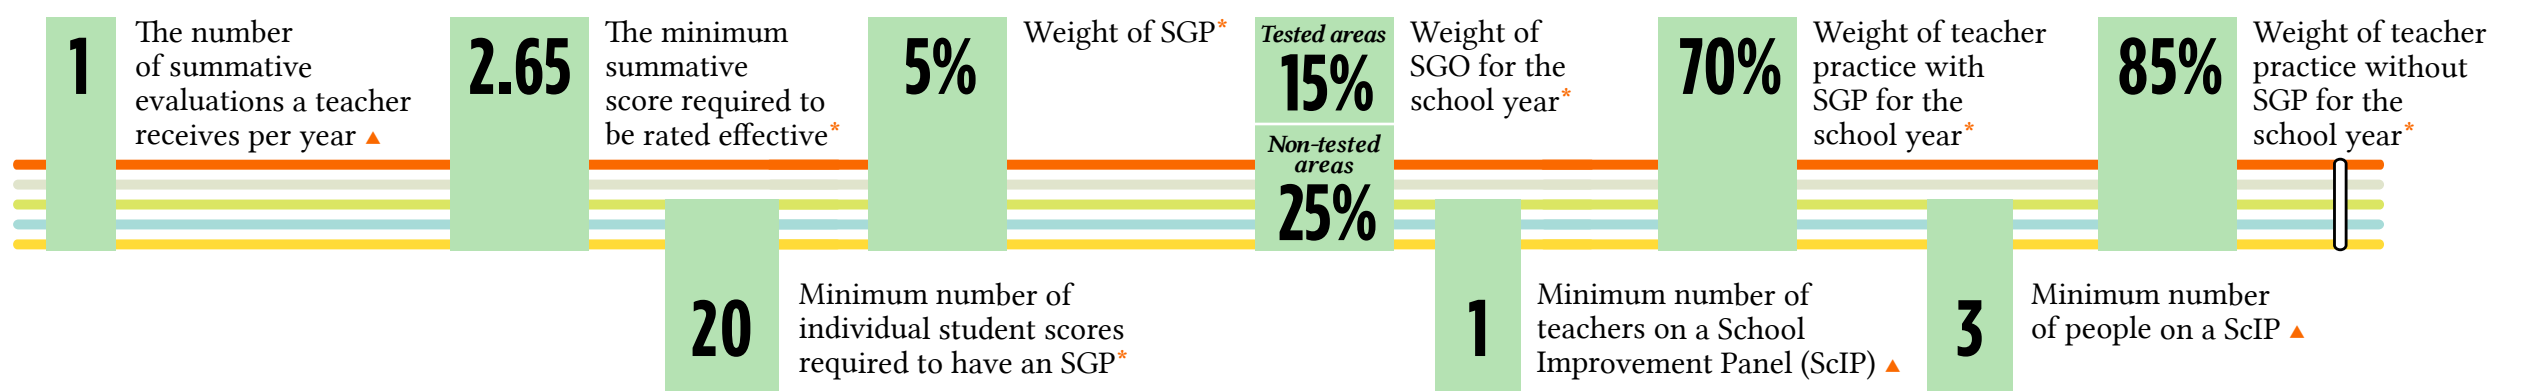 1
The number
of summative
evaluations a teacher
receives per year ▲
2.65
The minimum
summative
score required to
be rated effective*
5%
Weight of SGP*
Tested areas
15%
Non-tested
areas
25%
Weight of
SGO for the
school year*
70%
Weight of teacher
practice with
SGP for the
school year*
85%
Weight of teacher
practice without
SGP for the
school year*
20
Minimum number of
individual student scores
required to have an SGP*
1
Minimum number of
teachers on a School
Improvement Panel (ScIP) ▲
3
Minimum number
of people on a ScIP ▲